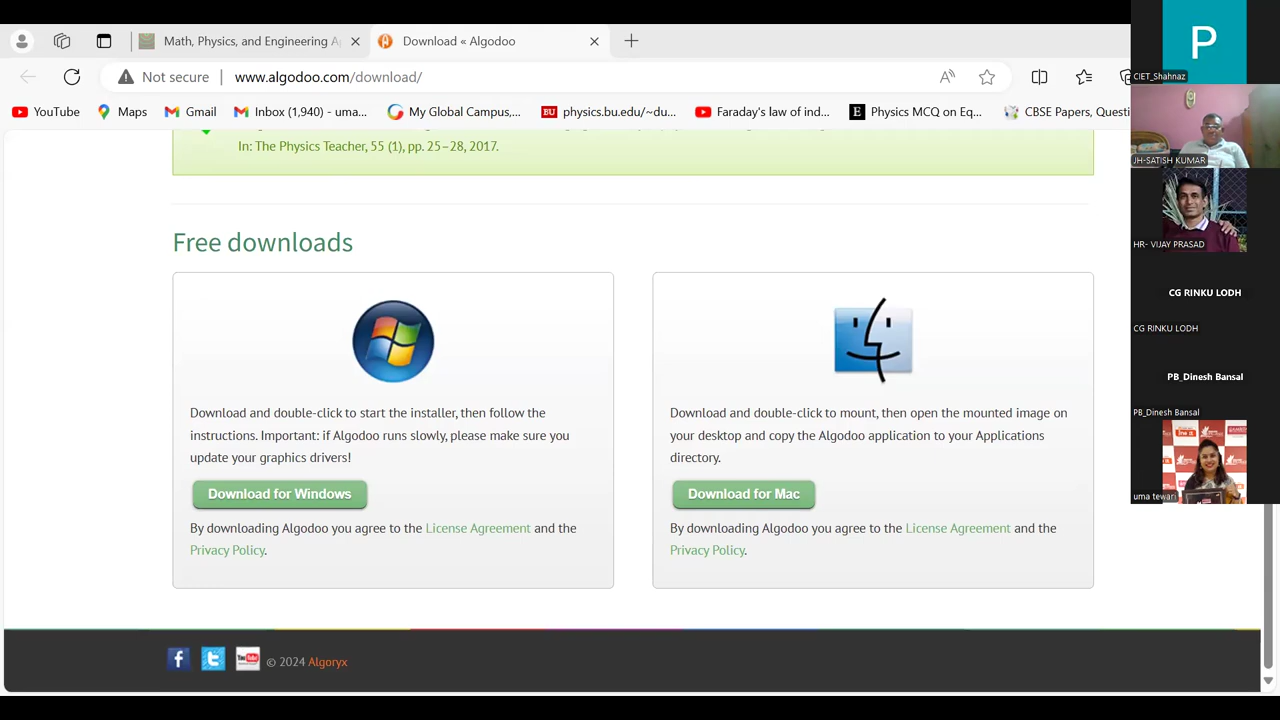 Math, Physics, and Engineering A
Download « Algodoo
Not secure
www.algodoo.com/download/
YouTube
Maps
Gmail
Inbox (1,940) - uma...
My Global Campus,...
physics.bu.edu/~du...
Faraday's law of ind...
Physics MCQ on Eq...
CBSE Papers, Questi
In: The Physics Teacher, 55 (1), pp. 25–28, 2017.
Free downloads
Download and double-click to start the installer, then follow the
instructions. Important: if Algodoo runs slowly, please make sure you
update your graphics drivers!
Download for Windows
By downloading Algodoo you agree to the License Agreement and the
Privacy Policy.
Download and double-click to mount, then open the mounted image on
your desktop and copy the Algodoo application to your Applications
directory.
Download for Mac
By downloading Algodoo you agree to the License Agreement and the
Privacy Policy.
© 2024 Algoryx
P
CIET_Shahnaz
JH-SATISH KUMAR
HR- VIJAY PRASAD
CG RINKU LODH
CG RINKU LODH
PB_Dinesh Bansal
PB_Dinesh Bansal
uma tewari